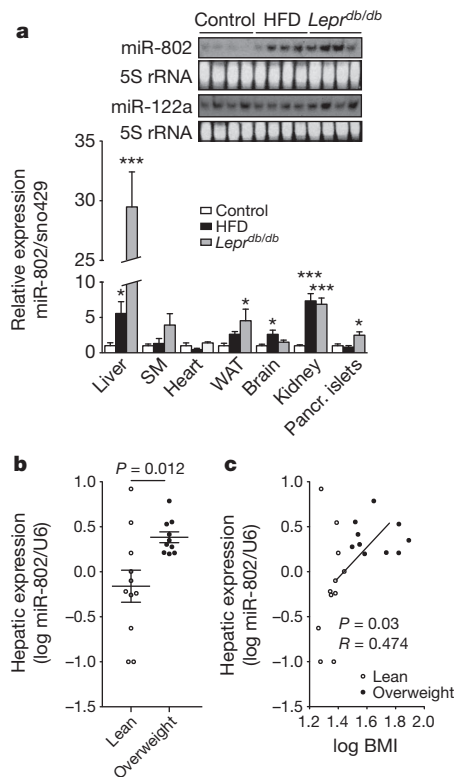 a
Control HFD Lepr^db/db
miR-802
5S rRNA
miR-122a
5S rRNA
Relative expression
miR-802/sno429
35
30
25
10
5
0
***
*
*
*
***
***
*
Control
HFD
Lepr^db/db
Liver
SM
Heart
WAT
Brain
Kidney
Pancr. islets
b
P = 0.012
Hepatic expression
(log miR-802/U6)
1.0
0.5
0.0
−0.5
−1.0
−1.5
Lean
Overweight
c
Hepatic expression
(log miR-802/U6)
1.0
0.5
0.0
−0.5
−1.0
−1.5
P = 0.03
R = 0.474
Lean
Overweight
1.2 1.4 1.6 1.8 2.0
log BMI